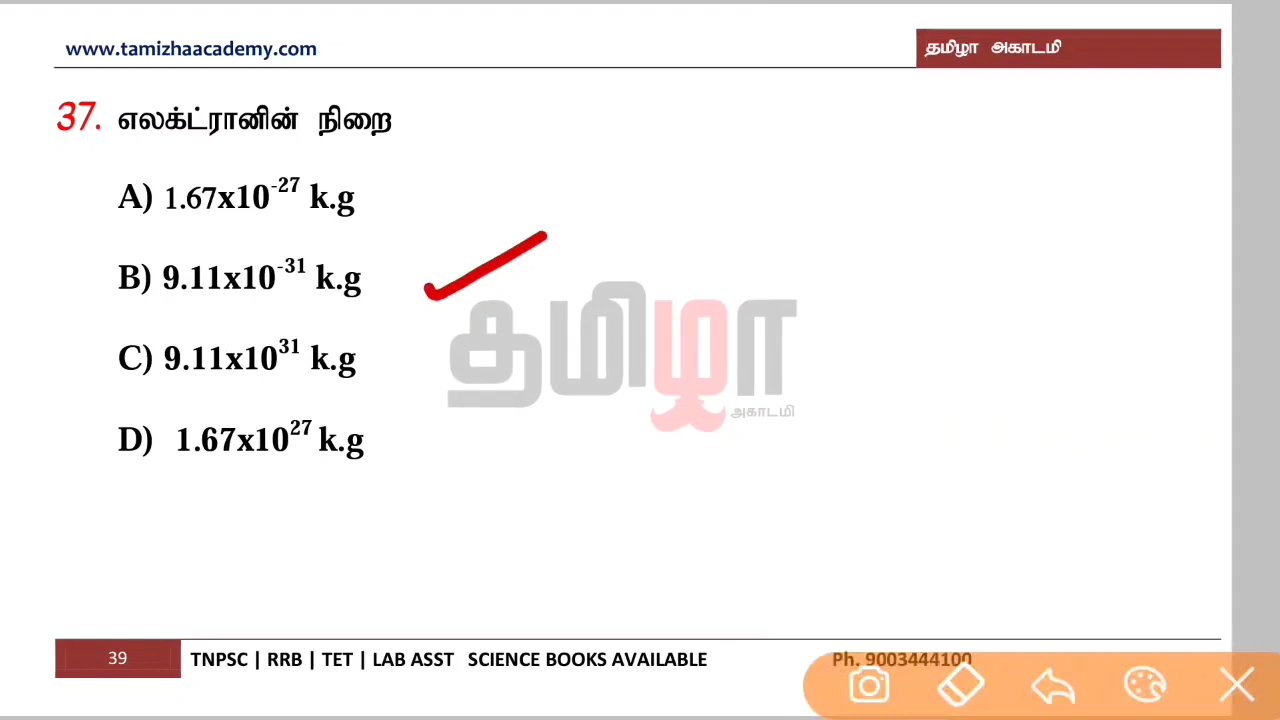 www.tamizhaacademy.com
தமிழா அகாடமி
37. எலக்ட்ரானின் நிறை
A) 1.67x10⁻²⁷ k.g
B) 9.11x10⁻³¹ k.g
C) 9.11x10³¹ k.g
D) 1.67x10²⁷ k.g
தமிழா
அகாடமி
39 TNPSC | RRB | TET | LAB ASST SCIENCE BOOKS AVAILABLE Ph. 9003444100